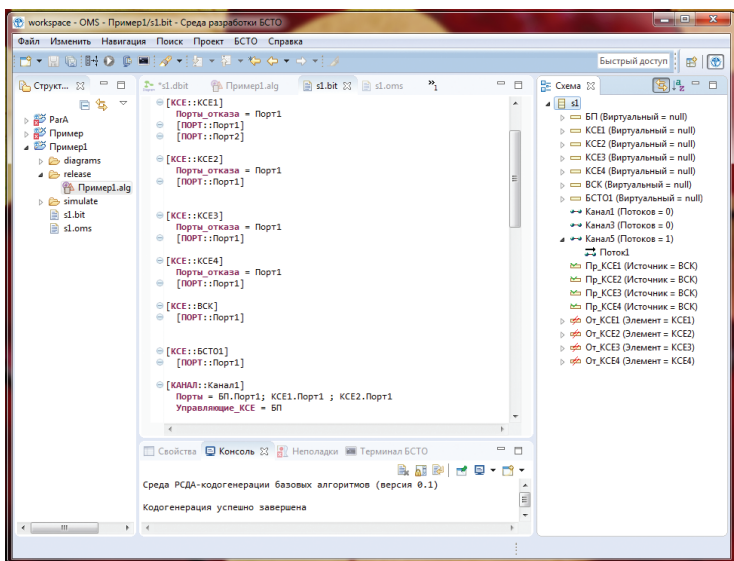 workspace - OMS - Пример1/s1.bit - Среда разработки БСТО
Файл Изменить Навигация Поиск Проект БСТО Справка
Быстрый доступ
Структ...
ParA
Пример
Пример1
diagrams
release
Пример1.alg
simulate
s1.bit
s1.oms
*s1.dbit Пример1.alg s1.bit s1.oms »1
[КСЕ::КСЕ1]
Порты_отказа = Порт1
[ПОРТ::Порт1]
[ПОРТ::Порт2]
[КСЕ::КСЕ2]
Порты_отказа = Порт1
[ПОРТ::Порт1]
[КСЕ::КСЕ3]
Порты_отказа = Порт1
[ПОРТ::Порт1]
[КСЕ::КСЕ4]
Порты_отказа = Порт1
[ПОРТ::Порт1]
[КСЕ::ВСК]
[ПОРТ::Порт1]
[КСЕ::БСТО1]
[ПОРТ::Порт1]
[КАНАЛ::Канал1]
Порты = БП.Порт1; КСЕ1.Порт1 ; КСЕ2.Порт1
Управляющие_КСЕ = БП
Свойства Консоль Неполадки Терминал БСТО
Среда РСДА-кодогенерации базовых алгоритмов (версия 0.1)
Кодогенерация успешно завершена
Схема
s1
БП (Виртуальный = null)
КСЕ1 (Виртуальный = null)
КСЕ2 (Виртуальный = null)
КСЕ3 (Виртуальный = null)
КСЕ4 (Виртуальный = null)
ВСК (Виртуальный = null)
БСТО1 (Виртуальный = null)
Канал1 (Потоков = 0)
Канал3 (Потоков = 0)
Канал5 (Потоков = 1)
Поток1
Пр_КСЕ1 (Источник = ВСК)
Пр_КСЕ2 (Источник = ВСК)
Пр_КСЕ3 (Источник = ВСК)
Пр_КСЕ4 (Источник = ВСК)
От_КСЕ1 (Элемент = КСЕ1)
От_КСЕ2 (Элемент = КСЕ2)
От_КСЕ3 (Элемент = КСЕ3)
От_КСЕ4 (Элемент = КСЕ4)